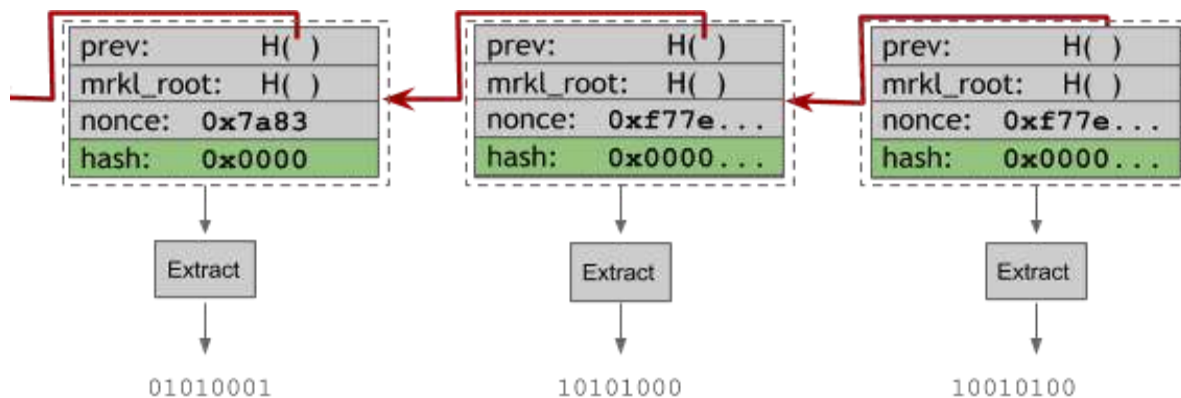 prev: H( )
mrkl_root: H( )
nonce: 0x7a83
hash: 0x0000
Extract
01010001
prev: H( )
mrkl_root: H( )
nonce: 0xf77e...
hash: 0x0000...
Extract
10101000
prev: H( )
mrkl_root: H( )
nonce: 0xf77e...
hash: 0x0000...
Extract
10010100